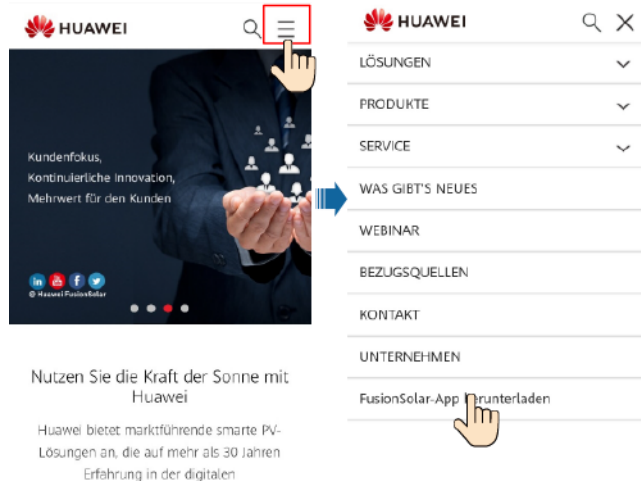 HUAWEI
Kundenfokus,
Kontinuierliche Innovation,
Mehrwert für den Kunden
© Huawei FusionSolar
Nutzen Sie die Kraft der Sonne mit
Huawei
Huawei bietet marktführende smarte PV-
Lösungen an, die auf mehr als 30 Jahren
Erfahrung in der digitalen
HUAWEI
LÖSUNGEN
PRODUKTE
SERVICE
WAS GIBT'S NEUES
WEBINAR
BEZUGSQUELLEN
KONTAKT
UNTERNEHMEN
FusionSolar-App herunterladen